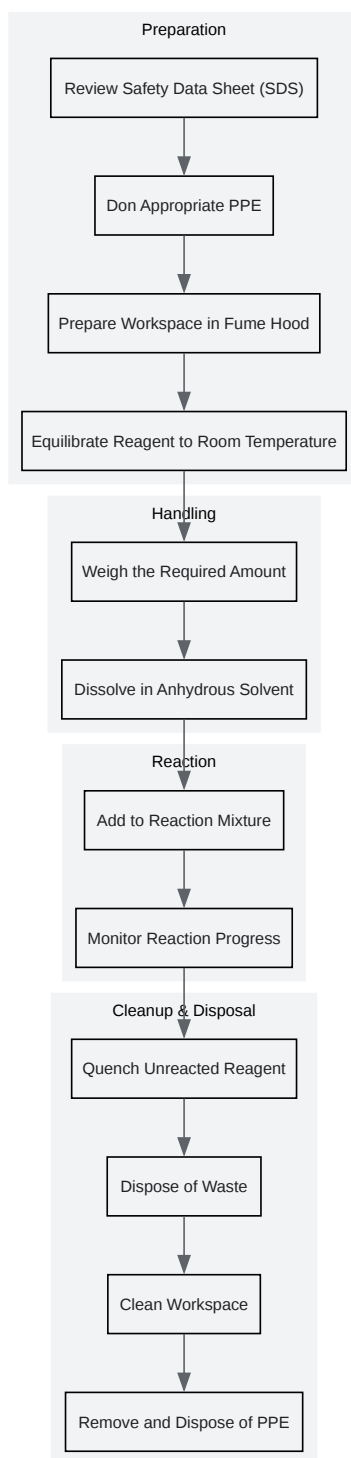 Preparation
Review Safety Data Sheet (SDS)
Don Appropriate PPE
Prepare Workspace in Fume Hood
Equilibrate Reagent to Room Temperature
Handling
Weigh the Required Amount
Dissolve in Anhydrous Solvent
Reaction
Add to Reaction Mixture
Monitor Reaction Progress
Cleanup & Disposal
Quench Unreacted Reagent
Dispose of Waste
Clean Workspace
Remove and Dispose of PPE